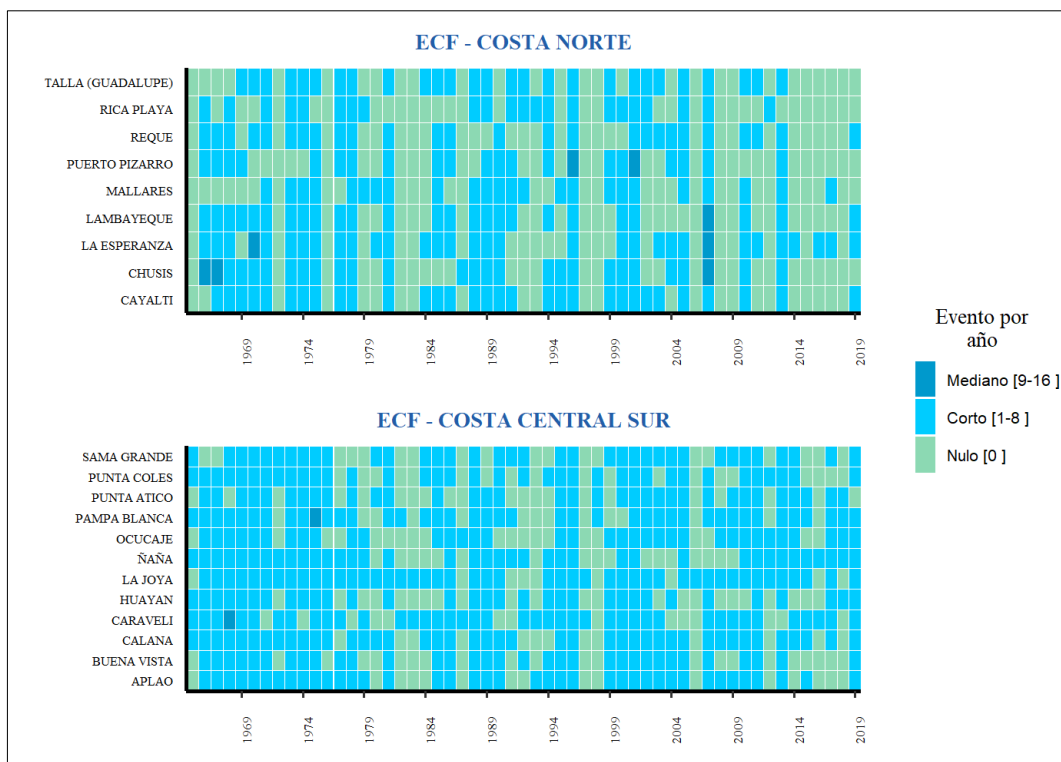 ECF - COSTA NORTE
TALLA (GUADALUPE)
RICA PLAYA
REQUE
PUERTO PIZARRO
MALLARES
LAMBAYEQUE
LA ESPERANZA
CHUSIS
CAYALTI
1969
1974
1979
1984
1989
1994
1999
2004
2009
2014
2019
Evento por
año
Mediano [9-16 ]
Corto [1-8 ]
Nulo [0 ]
ECF - COSTA CENTRAL SUR
SAMA GRANDE
PUNTA COLES
PUNTA ATICO
PAMPA BLANCA
OCUCAJE
ÑAÑA
LA JOYA
HUAYAN
CARAVELI
CALANA
BUENA VISTA
APLAO
1969
1974
1979
1984
1989
1994
1999
2004
2009
2014
2019